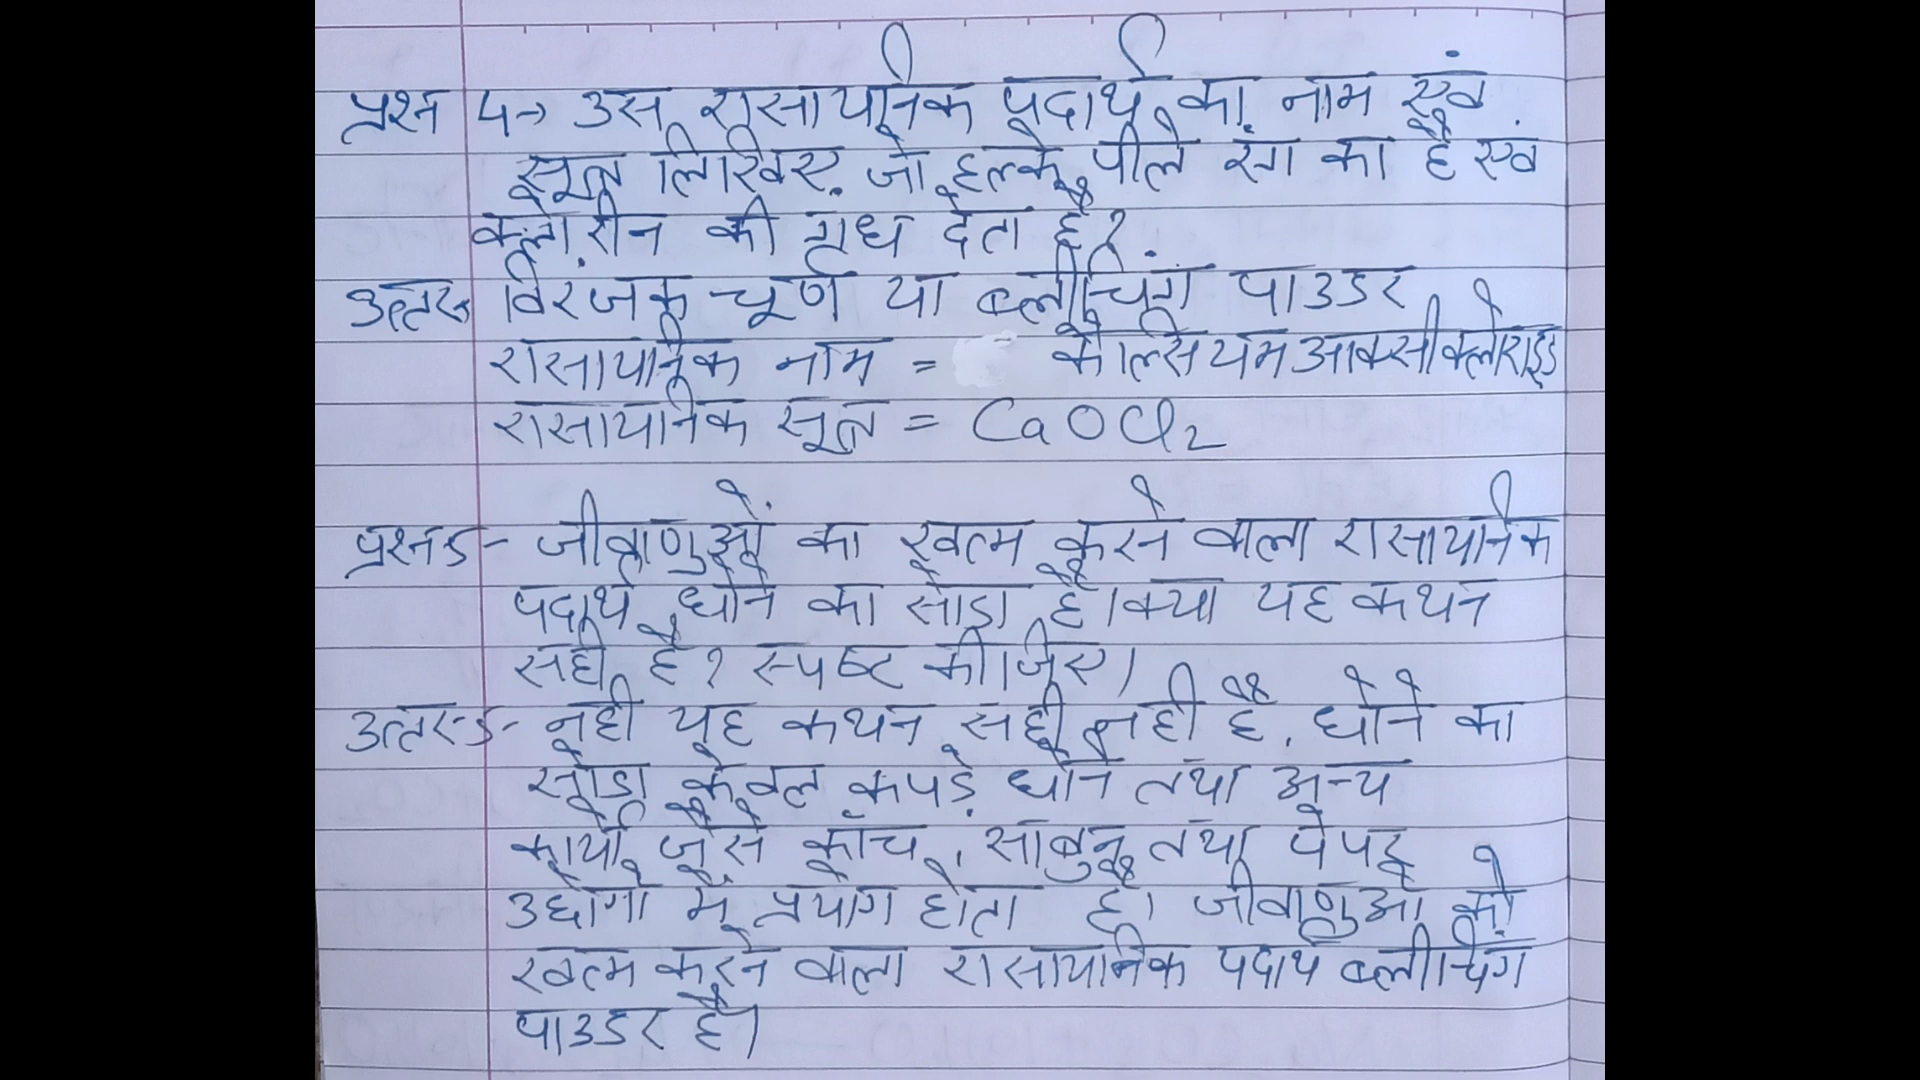 प्रश्न 4→ उस रासायनिक पदार्थ का नाम एवं
सूत्र लिखिए जो हल्के पीले रंग का है एवं
क्लोरीन की गंध देता है?
उत्तर→ विरंजक चूर्ण या ब्लीचिंग पाउडर
रासायनिक नाम = कैल्सियम आक्सीक्लोराइड
रासायनिक सूत्र = CaOCl₂
प्रश्न 5- जीवाणुओं का खत्म करने वाला रासायनिक
पदार्थ धोने का सोडा है। क्या यह कथन
सही है? स्पष्ट कीजिए।
उत्तर-5- नही यह कथन सही नही है, धोने का
सोडा केवल कपड़े धोने तथा अन्य
कार्यो जैसे काँच, साबुन तथा पेपर
उद्योगो में प्रयोग होता है। जीवाणुओ को
खत्म करने वाला रासायनिक पदार्थ ब्लीचिंग
पाउडर है।